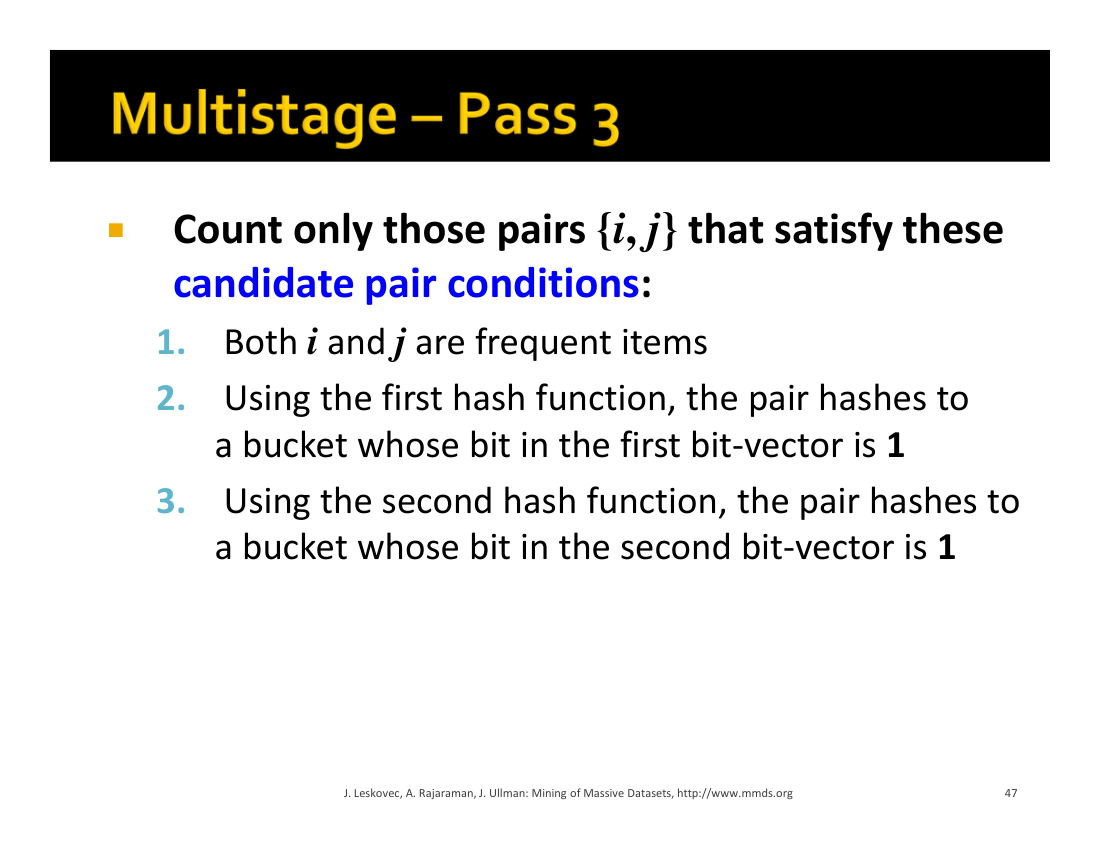 Multistage – Pass 3
Count only those pairs {i, j} that satisfy these
candidate pair conditions:
1. Both i and j are frequent items
2. Using the first hash function, the pair hashes to
a bucket whose bit in the first bit-vector is 1
3. Using the second hash function, the pair hashes to
a bucket whose bit in the second bit-vector is 1
J. Leskovec, A. Rajaraman, J. Ullman: Mining of Massive Datasets, http://www.mmds.org 47